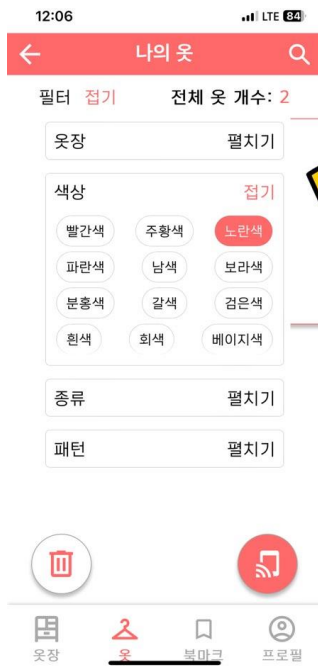 12:06 LTE 84
나의 옷
필터 접기 전체 옷 개수: 2
옷장 펼치기
색상 접기
빨간색 주황색 노란색
파란색 남색 보라색
분홍색 갈색 검은색
흰색 회색 베이지색
종류 펼치기
패턴 펼치기
옷장 옷 북마크 프로필